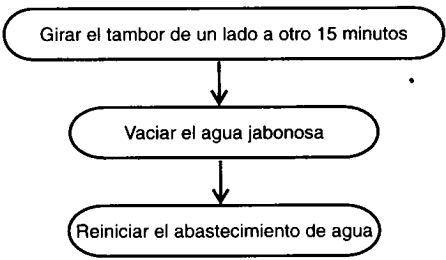 Girar el tambor de un lado a otro 15 minutos
Vaciar el agua jabonosa
Reiniciar el abastecimiento de agua